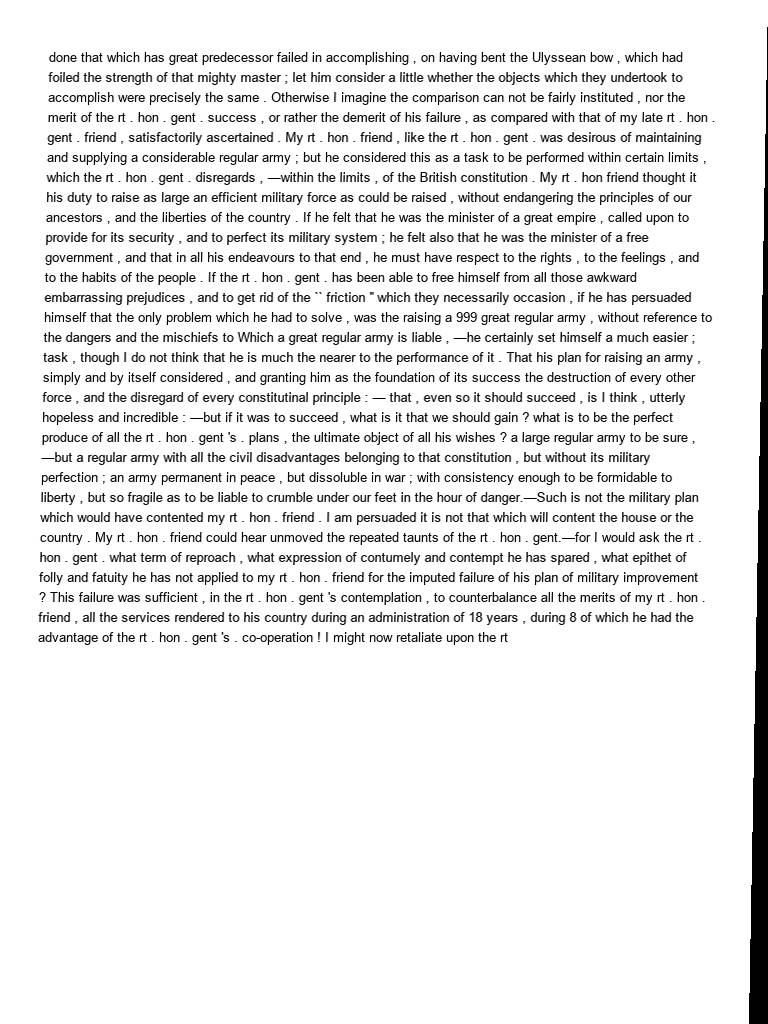 done that which has great predecessor failed in accomplishing , on having bent the Ulyssean bow , which had
foiled the strength of that mighty master ; let him consider a little whether the objects which they undertook to
accomplish were precisely the same . Otherwise I imagine the comparison can not be fairly instituted , nor the
merit of the rt . hon . gent . success , or rather the demerit of his failure , as compared with that of my late rt . hon .
gent . friend , satisfactorily ascertained . My rt . hon . friend , like the rt . hon . gent . was desirous of maintaining
and supplying a considerable regular army ; but he considered this as a task to be performed within certain limits ,
which the rt . hon . gent . disregards , —within the limits , of the British constitution . My rt . hon friend thought it
his duty to raise as large an efficient military force as could be raised , without endangering the principles of our
ancestors , and the liberties of the country . If he felt that he was the minister of a great empire , called upon to
provide for its security , and to perfect its military system ; he felt also that he was the minister of a free
government , and that in all his endeavours to that end , he must have respect to the rights , to the feelings , and
to the habits of the people . If the rt . hon . gent . has been able to free himself from all those awkward
embarrassing prejudices , and to get rid of the `` friction '' which they necessarily occasion , if he has persuaded
himself that the only problem which he had to solve , was the raising a 999 great regular army , without reference to
the dangers and the mischiefs to Which a great regular army is liable , —he certainly set himself a much easier ;
task , though I do not think that he is much the nearer to the performance of it . That his plan for raising an army ,
simply and by itself considered , and granting him as the foundation of its success the destruction of every other
force , and the disregard of every constitutinal principle : — that , even so it should succeed , is I think , utterly
hopeless and incredible : —but if it was to succeed , what is it that we should gain ? what is to be the perfect
produce of all the rt . hon . gent 's . plans , the ultimate object of all his wishes ? a large regular army to be sure ,
—but a regular army with all the civil disadvantages belonging to that constitution , but without its military
perfection ; an army permanent in peace , but dissoluble in war ; with consistency enough to be formidable to
liberty , but so fragile as to be liable to crumble under our feet in the hour of danger.—Such is not the military plan
which would have contented my rt . hon . friend . I am persuaded it is not that which will content the house or the
country . My rt . hon . friend could hear unmoved the repeated taunts of the rt . hon . gent.—for I would ask the rt .
hon . gent . what term of reproach , what expression of contumely and contempt he has spared , what epithet of
folly and fatuity he has not applied to my rt . hon . friend for the imputed failure of his plan of military improvement
? This failure was sufficient , in the rt . hon . gent 's contemplation , to counterbalance all the merits of my rt . hon .
friend , all the services rendered to his country during an administration of 18 years , during 8 of which he had the
advantage of the rt . hon . gent 's . co-operation ! I might now retaliate upon the rt